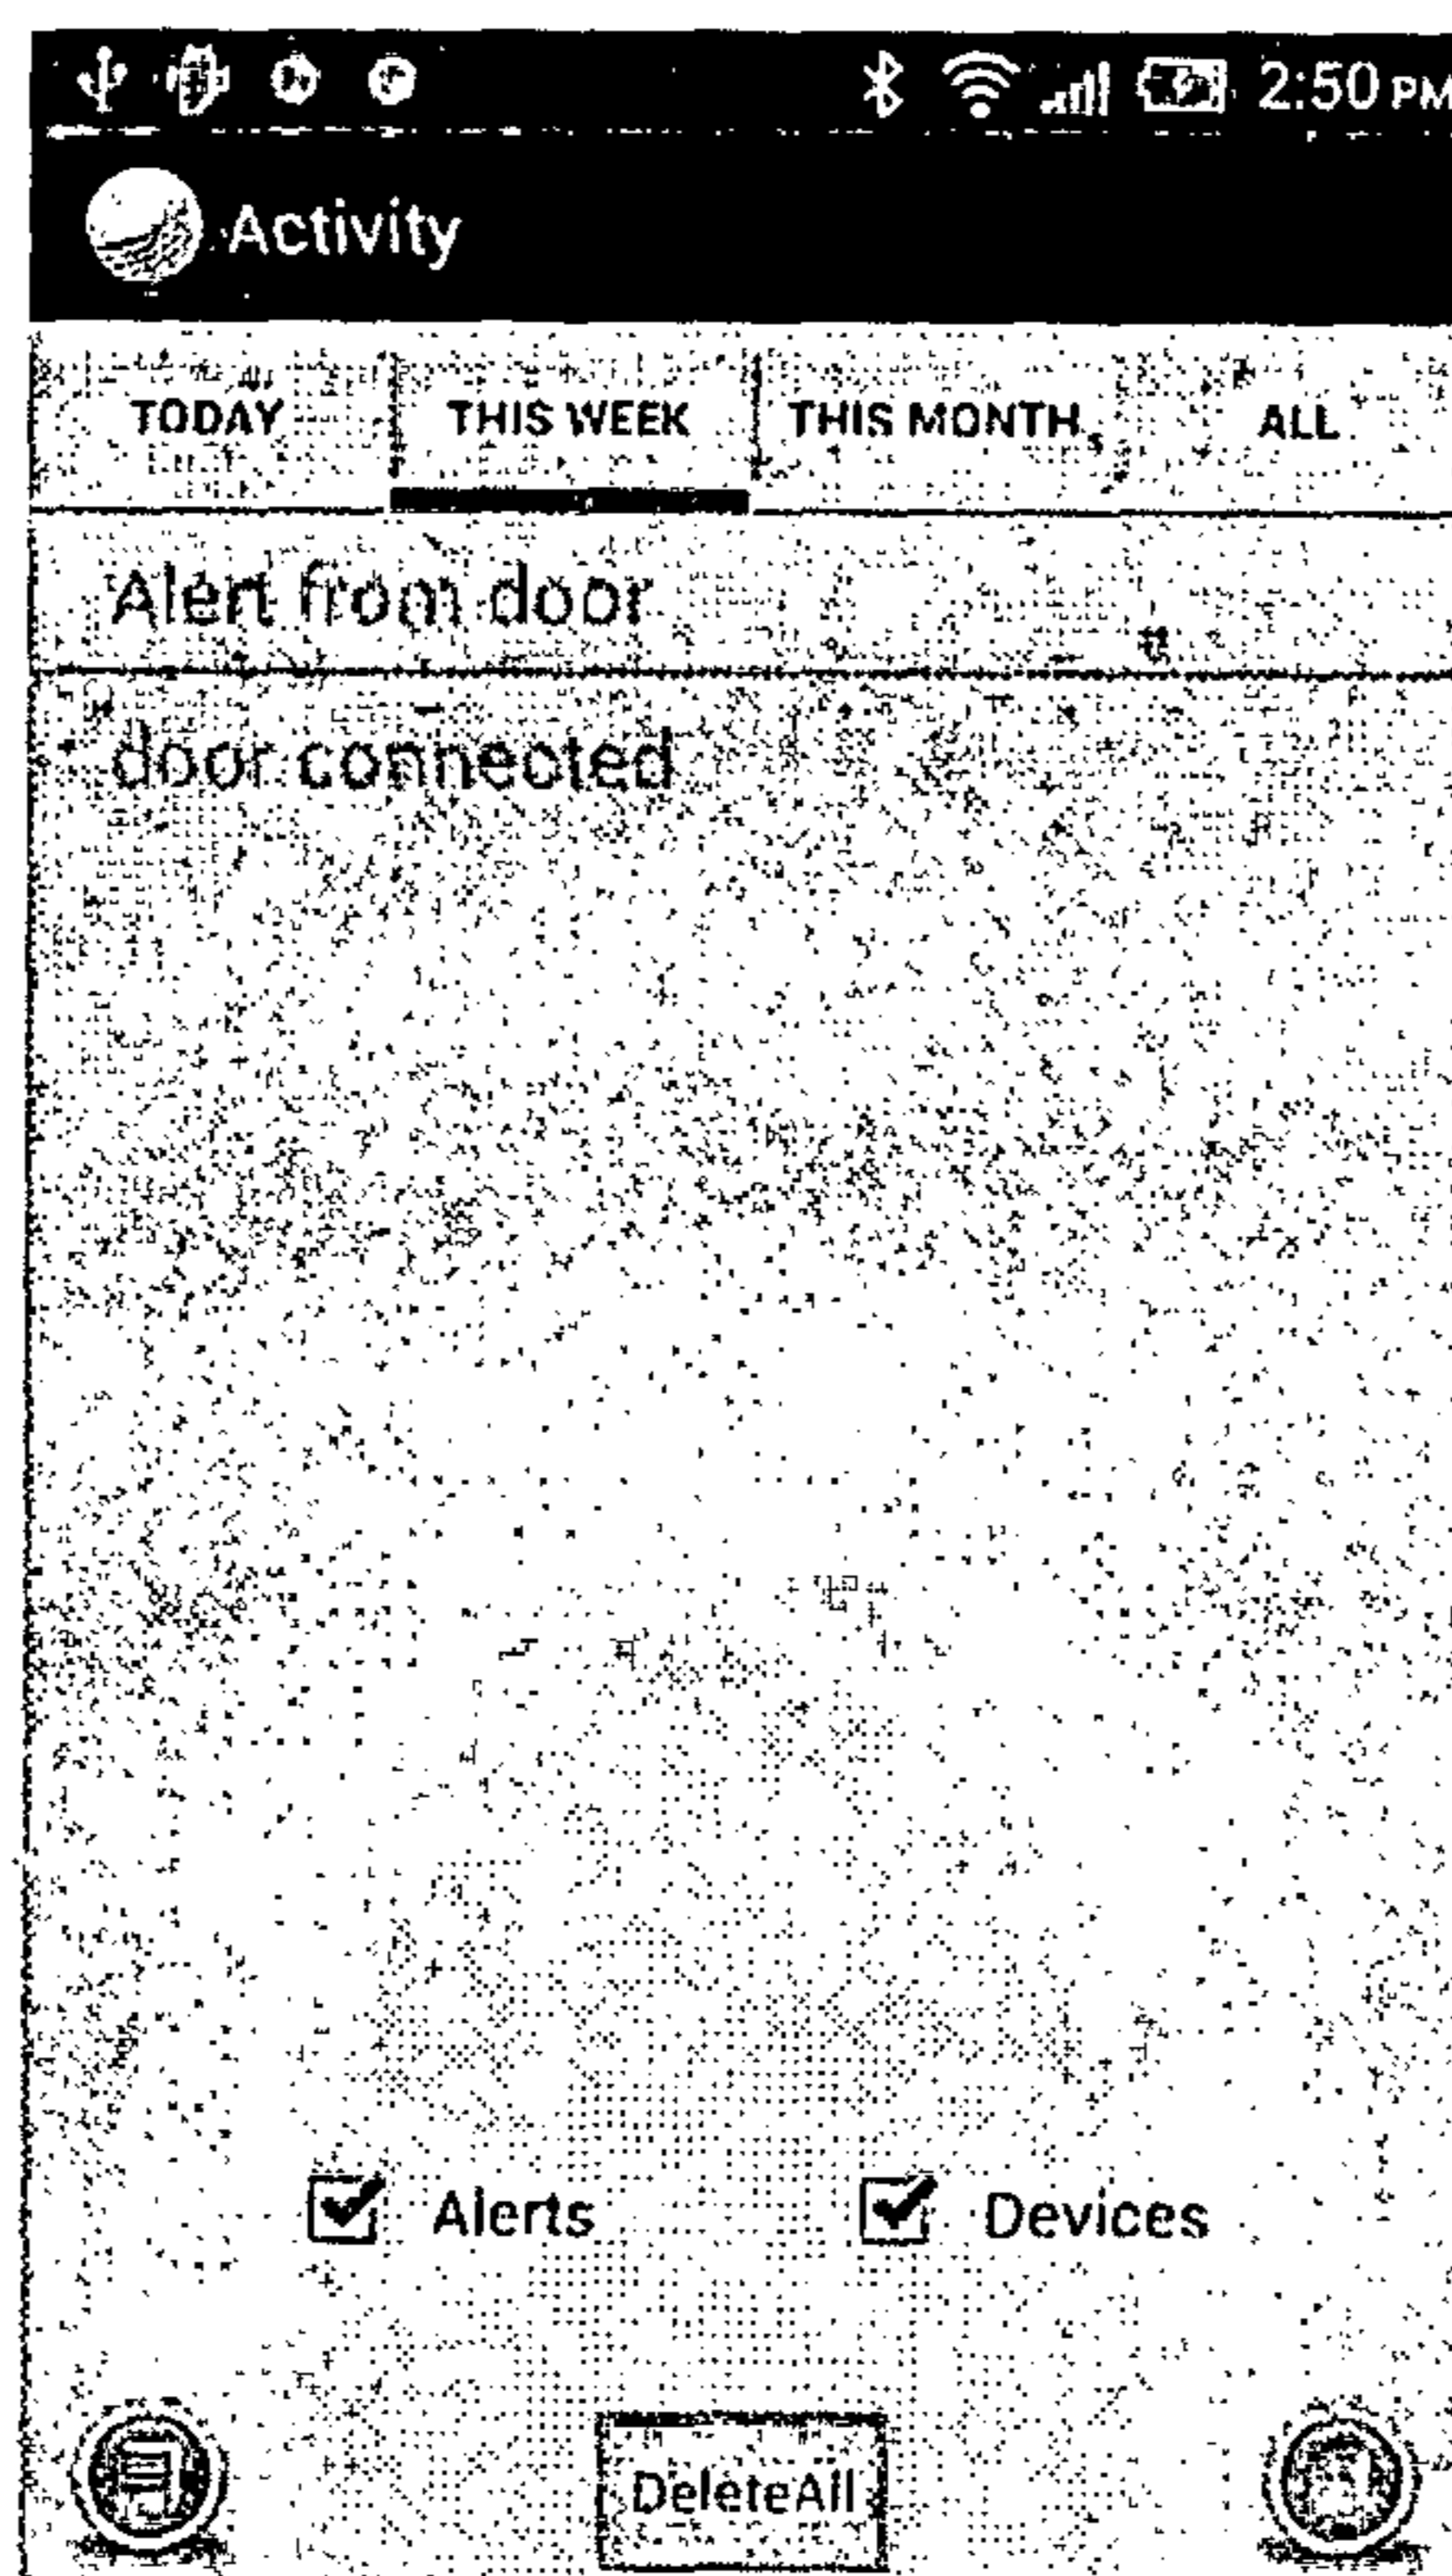 2:50 PM
Activity
TODAY THIS WEEK THIS MONTH ALL
Alert from door
door connected
Alerts Devices
DeleteAll